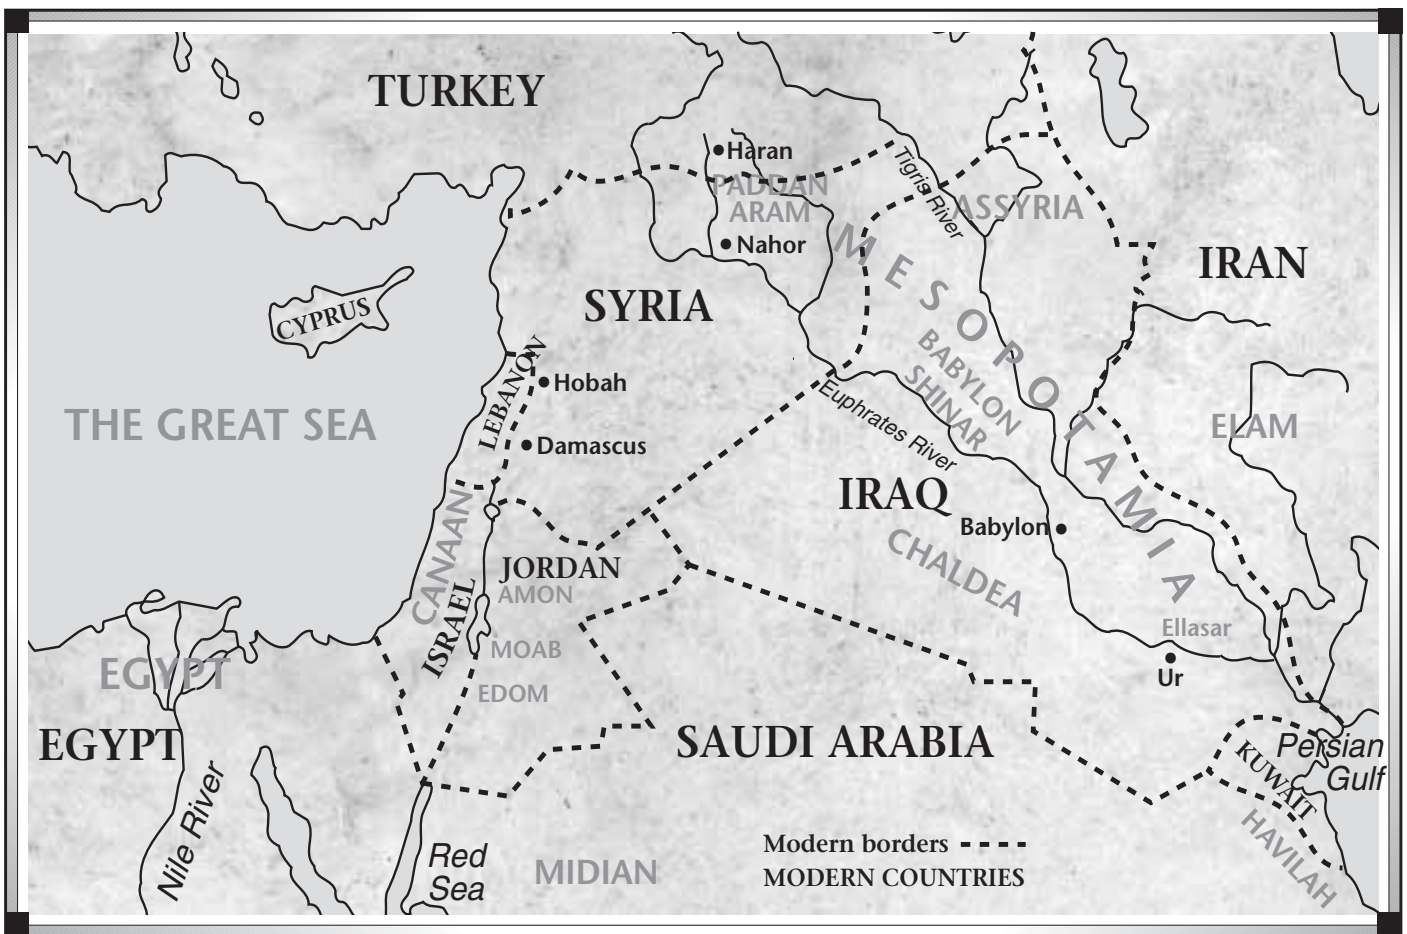 TURKEY
Haran
PADDAN
ARAM
Nahor
Tigris River
ASSYRIA
IRAN
MESOPOTAMIA
SYRIA
CYPRUS
LEBANON
Hobah
BABYLON
SHINAR
Euphrates River
THE GREAT SEA
Damascus
ELAM
IRAQ
Babylon
CANAAN
CHALDEA
JORDAN
AMON
ISRAEL
MOAB
EDOM
Ellasar
Ur
EGYPT
EGYPT
SAUDI ARABIA
Persian
Gulf
KUWAIT
HAVILAH
Nile River
Red
Sea
MIDIAN
Modern borders
MODERN COUNTRIES